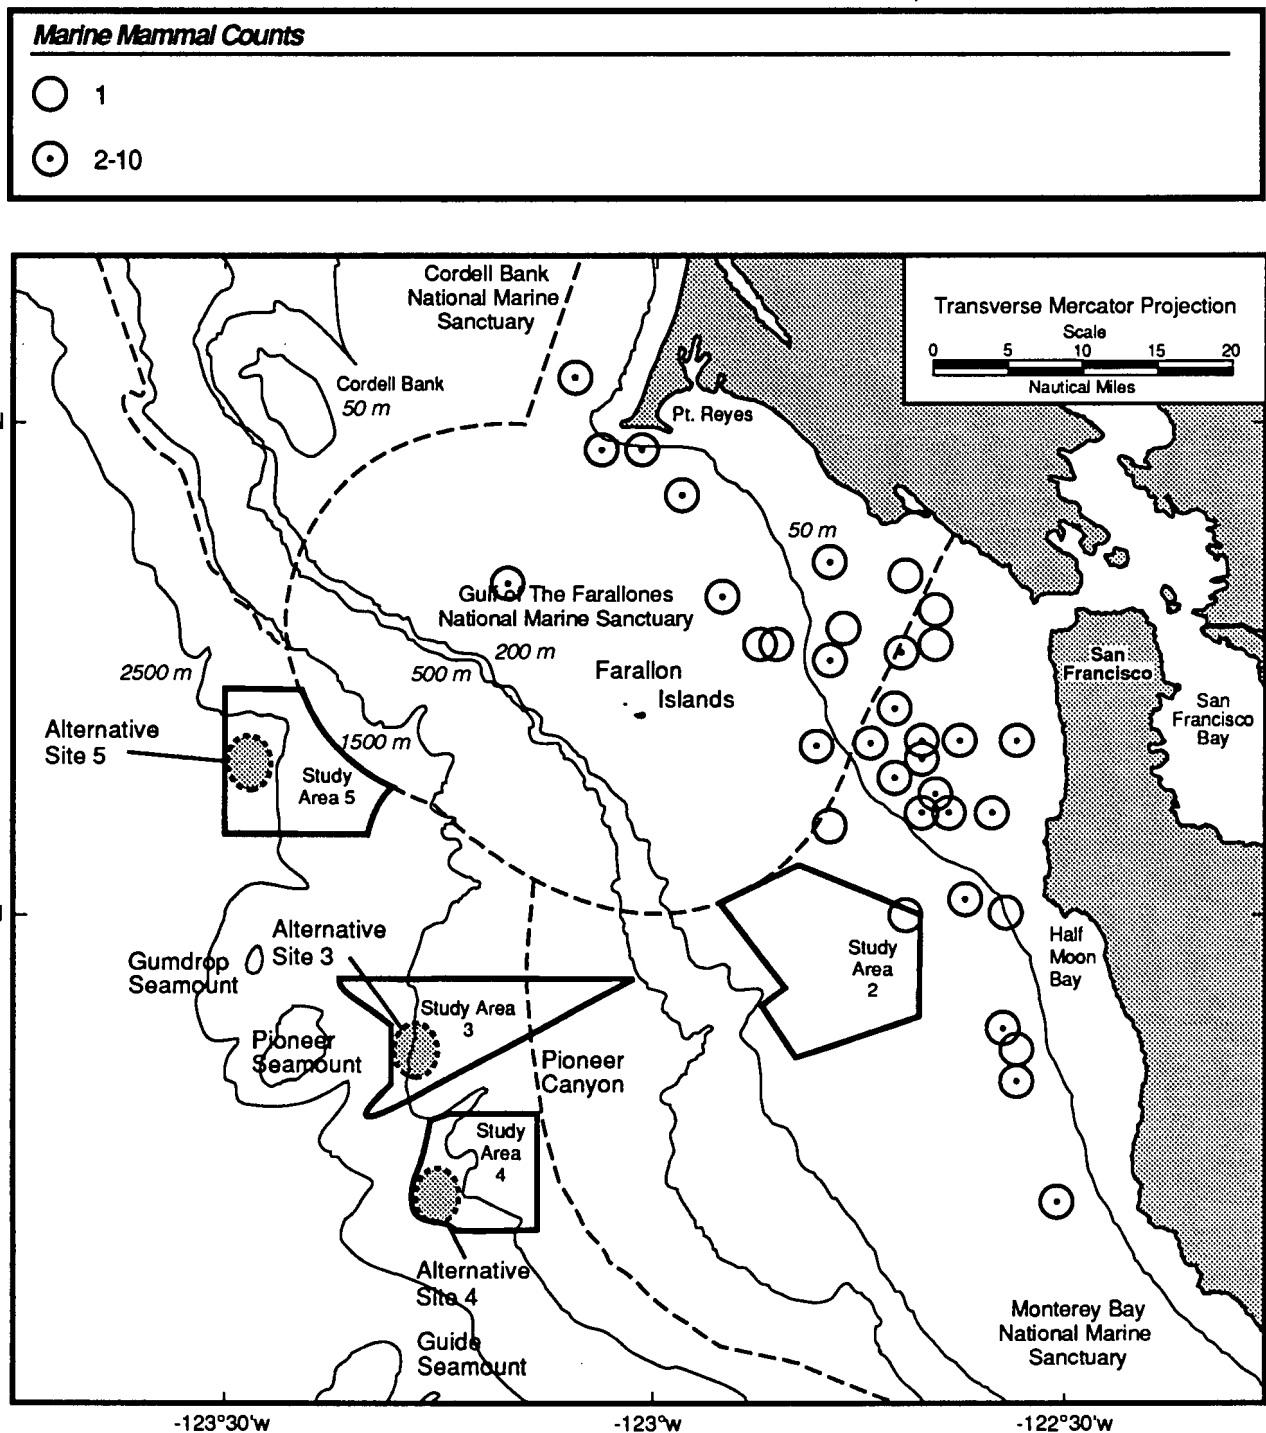 Marine Mammal Counts
1
2-10
Cordell Bank
National Marine
Sanctuary
Transverse Mercator Projection
Scale
0 5 10 15 20
Nautical Miles
Cordell Bank
50 m
Pt. Reyes
50 m
Gulf of The Farallones
National Marine Sanctuary
200 m
500 m
2500 m
Farallon
Islands
San
Francisco
San
Francisco
Bay
Alternative
Site 5
1500 m
Study
Area 5
Alternative
Site 3
Gumdrop
Seamount
Study Area
3
Study
Area
2
Half
Moon
Bay
Pioneer
Seamount
Pioneer
Canyon
Study
Area
4
Alternative
Site 4
Guide
Seamount
Monterey Bay
National Marine
Sanctuary
-123°30'W
-123°W
-122°30'W